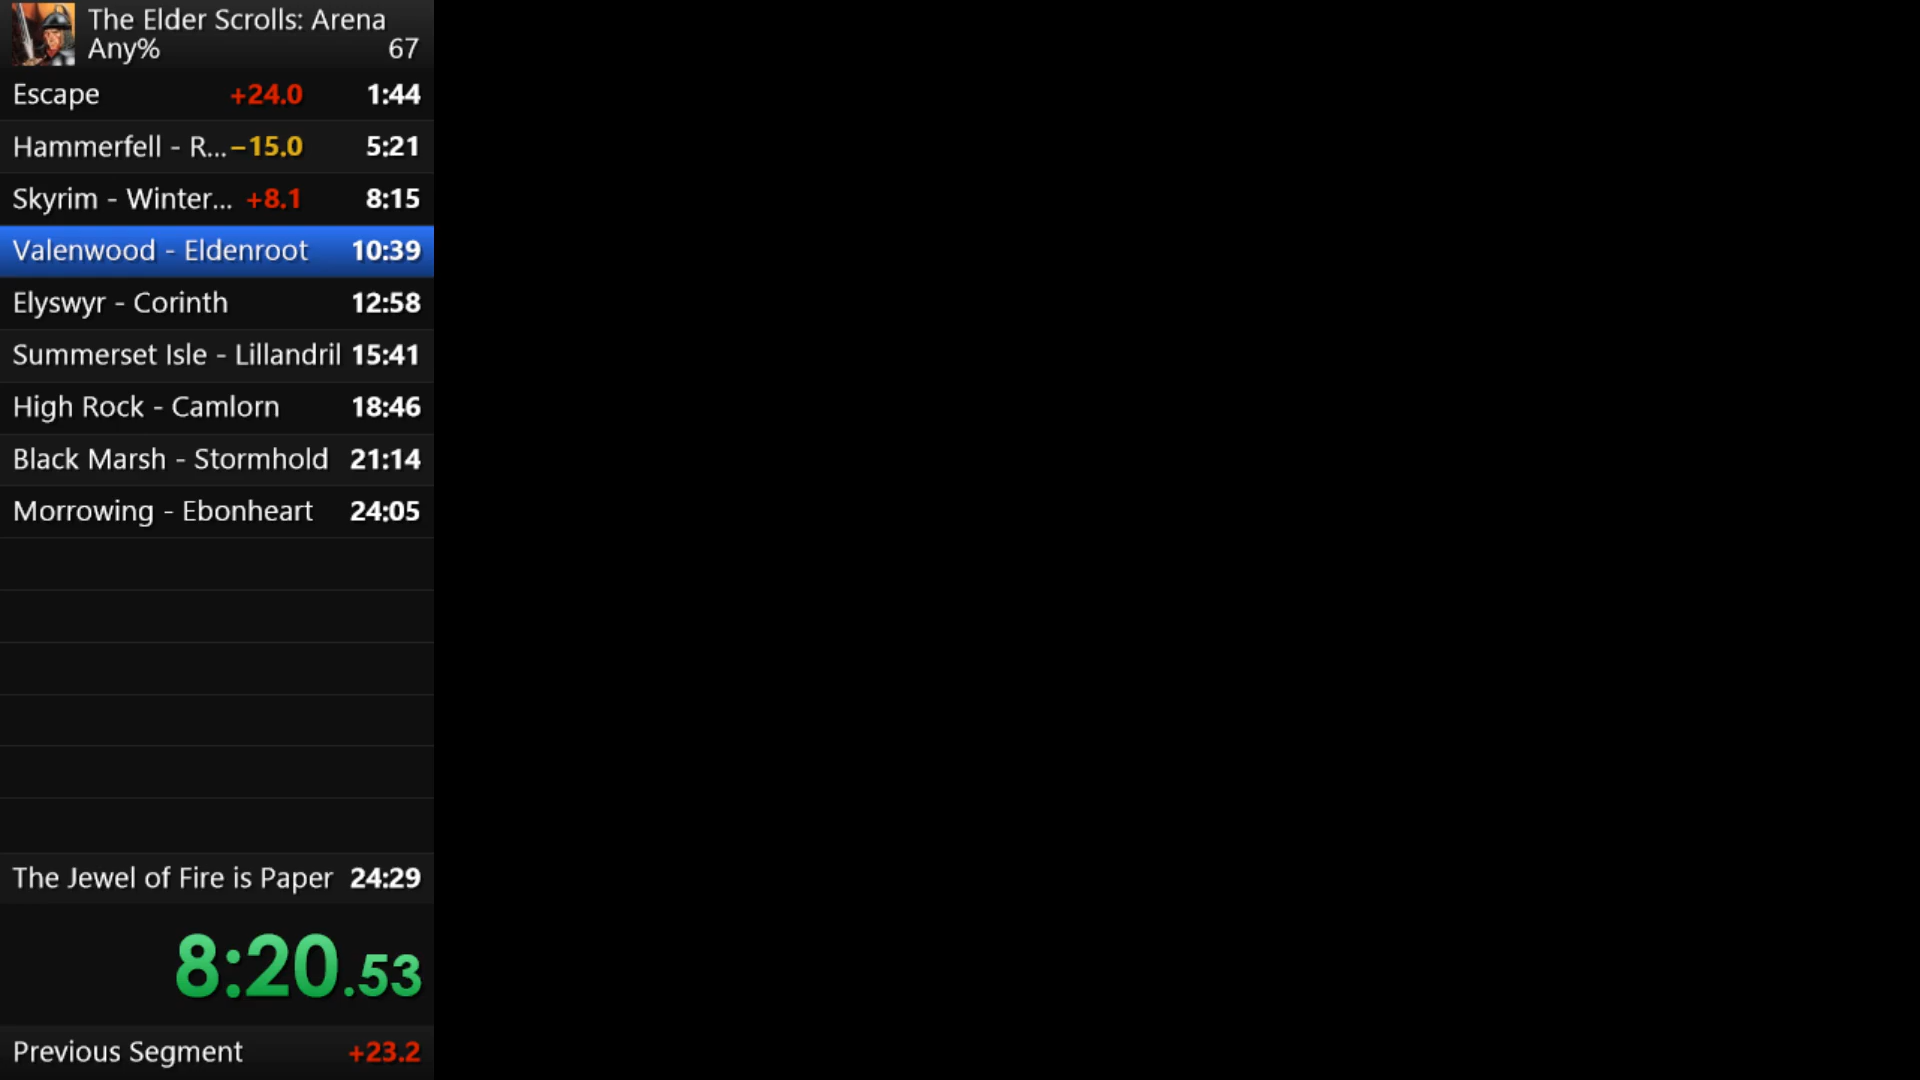 The Elder Scrolls: Arena
Any% 67
Escape +24.0 1:44
Hammerfell - R... −15.0 5:21
Skyrim - Winter... +8.1 8:15
Valenwood - Eldenroot 10:39
Elyswyr - Corinth 12:58
Summerset Isle - Lillandril 15:41
High Rock - Camlorn 18:46
Black Marsh - Stormhold 21:14
Morrowing - Ebonheart 24:05
The Jewel of Fire is Paper 24:29
8:20.53
Previous Segment +23.2